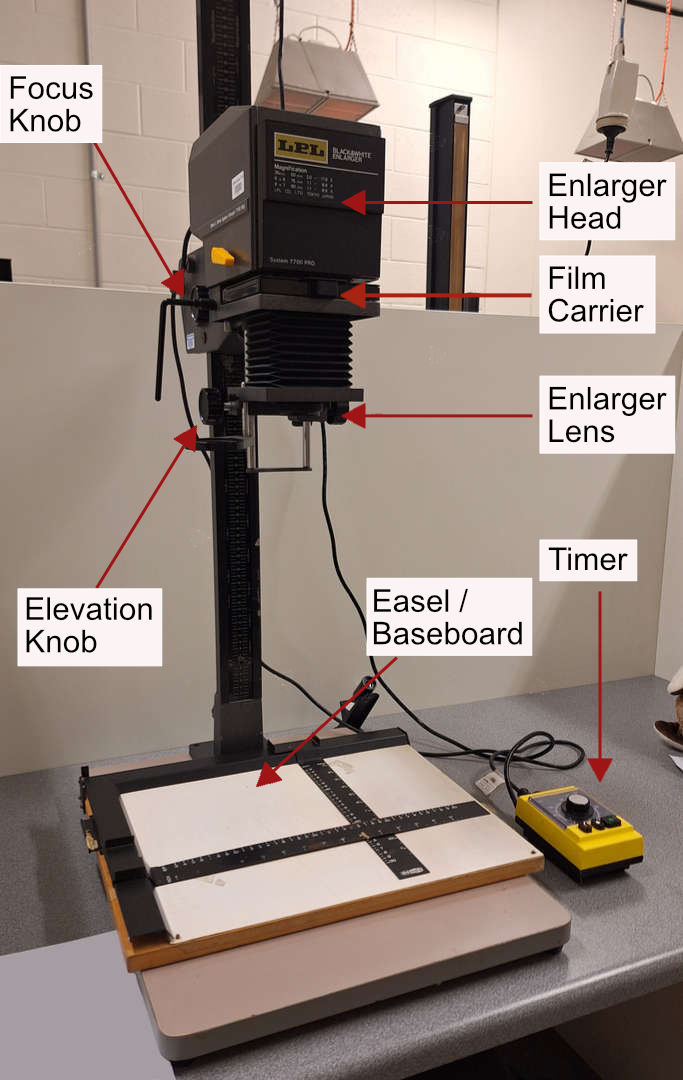 Focus
Knob
LPL
BLACK&WHITE
ENLARGER
Magnification
System 7700 PRO
Enlarger
Head
Film
Carrier
Enlarger
Lens
Timer
Easel /
Baseboard
Elevation
Knob